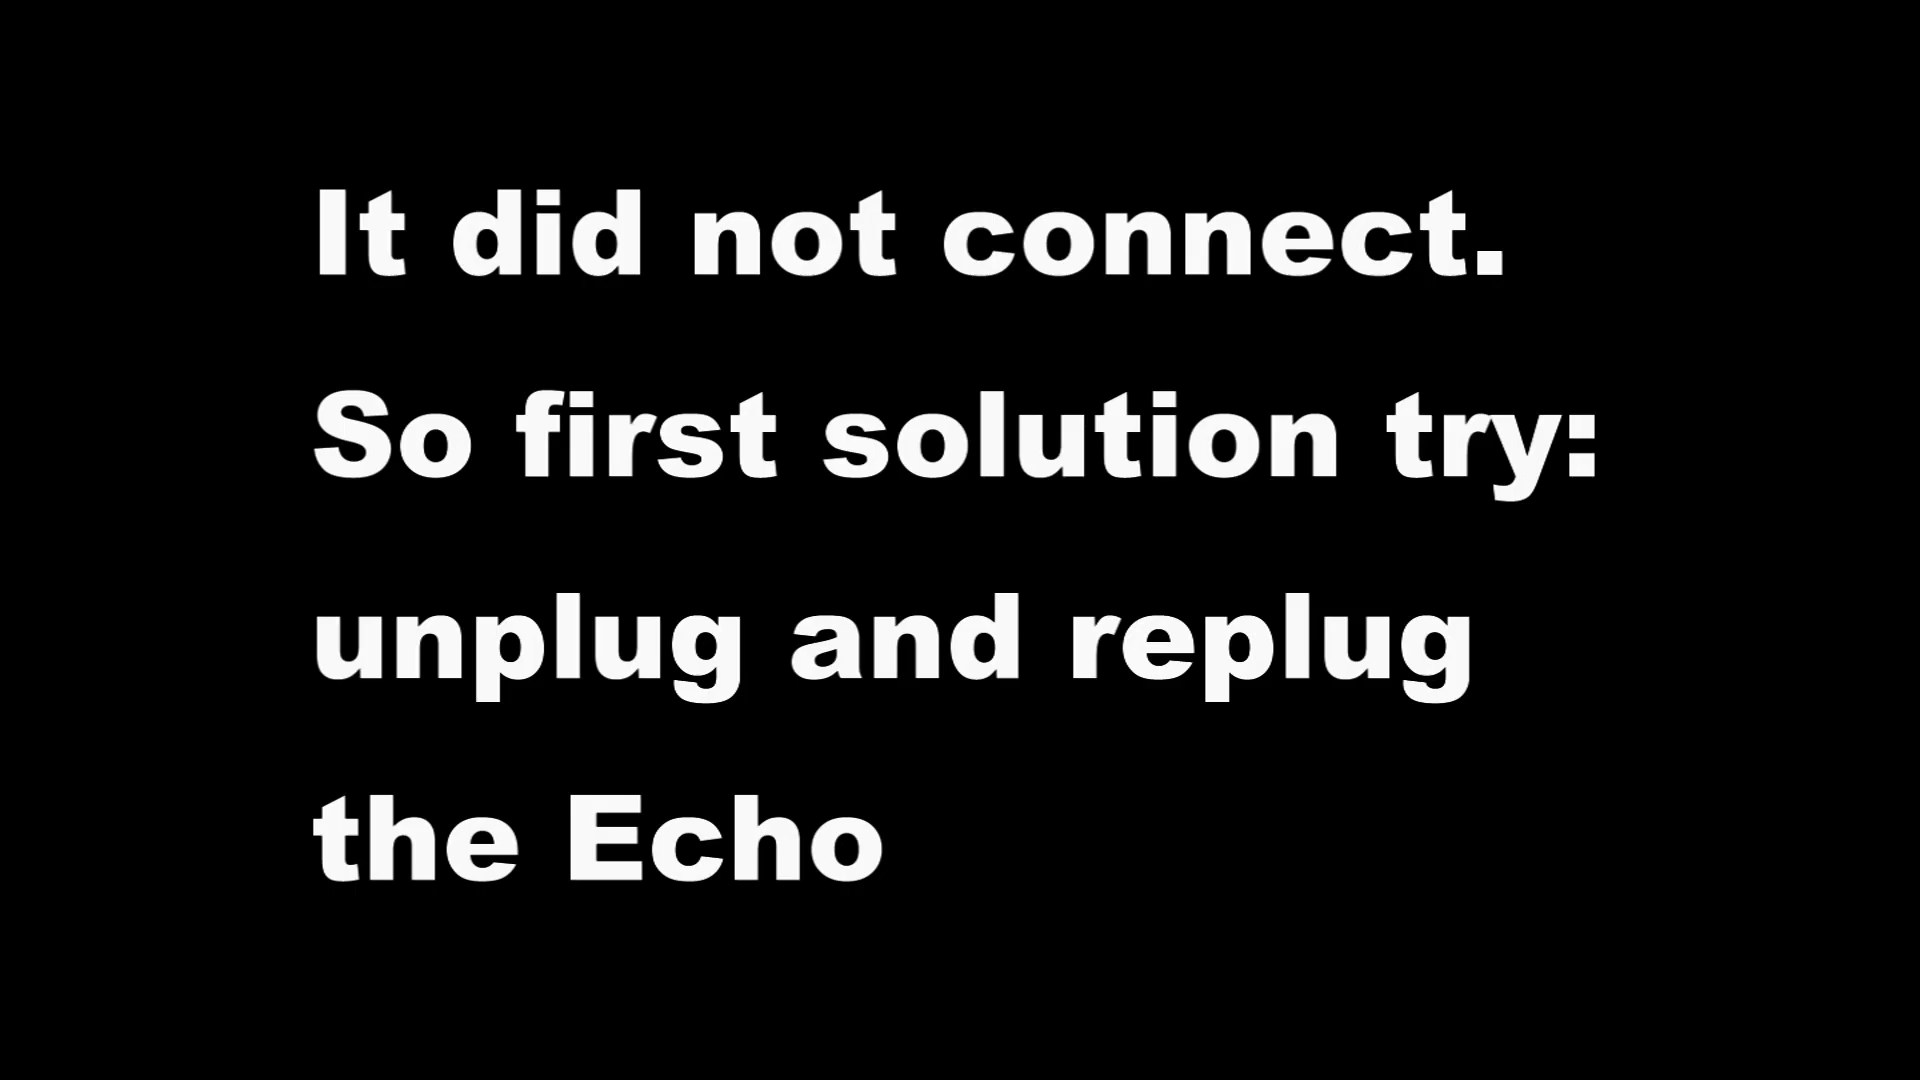 It did not connect.
So first solution try:
unplug and replug
the Echo